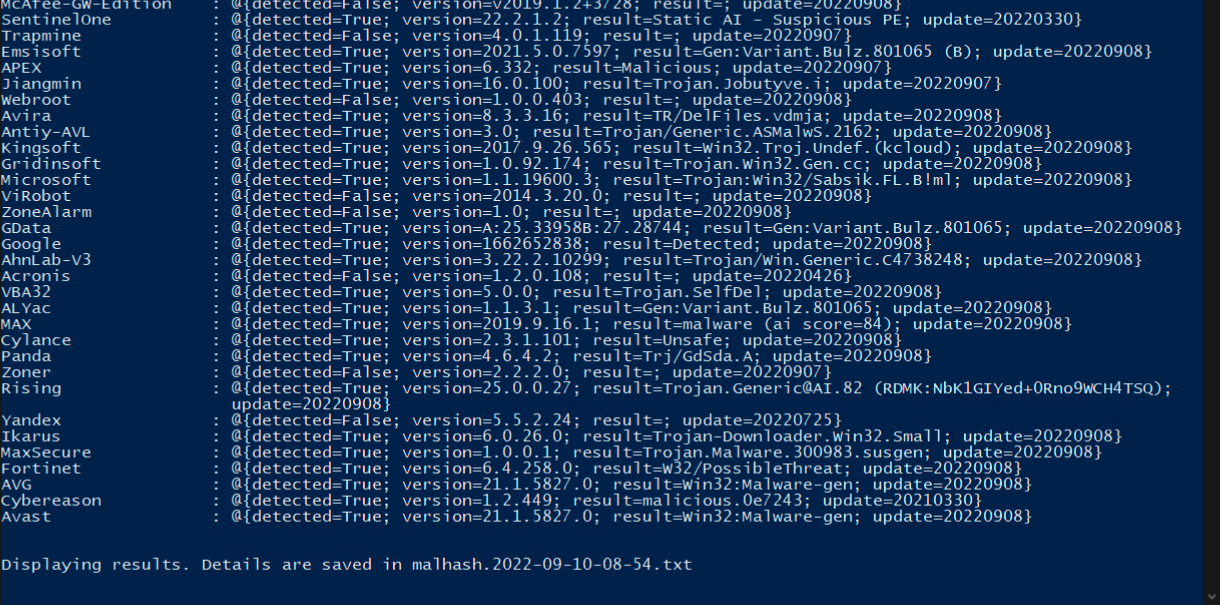 McAfee-GW-Edition : @{detected=False; version=v2019.1.2+3728; result=; update=20220908}
SentinelOne : @{detected=True; version=22.2.1.2; result=Static AI - Suspicious PE; update=20220330}
Trapmine : @{detected=False; version=4.0.1.119; result=; update=20220907}
Emsisoft : @{detected=True; version=2021.5.0.7597; result=Gen:Variant.Bulz.801065 (B); update=20220908}
APEX : @{detected=True; version=6.332; result=Malicious; update=20220907}
Jiangmin : @{detected=True; version=16.0.100; result=Trojan.Jobutyve.i; update=20220907}
Webroot : @{detected=False; version=1.0.0.403; result=; update=20220908}
Avira : @{detected=True; version=8.3.3.16; result=TR/DelFiles.vdmja; update=20220908}
Antiy-AVL : @{detected=True; version=3.0; result=Trojan/Generic.ASMalwS.2162; update=20220908}
Kingsoft : @{detected=True; version=2017.9.26.565; result=Win32.Troj.Undef.(kcloud); update=20220908}
Gridinsoft : @{detected=True; version=1.0.92.174; result=Trojan.Win32.Gen.cc; update=20220908}
Microsoft : @{detected=True; version=1.1.19600.3; result=Trojan:Win32/Sabsik.FL.B!ml; update=20220908}
ViRobot : @{detected=False; version=2014.3.20.0; result=; update=20220908}
ZoneAlarm : @{detected=False; version=1.0; result=; update=20220908}
GData : @{detected=True; version=A:25.33958B:27.28744; result=Gen:Variant.Bulz.801065; update=20220908}
Google : @{detected=True; version=1662652838; result=Detected; update=20220908}
AhnLab-V3 : @{detected=True; version=3.22.2.10299; result=Trojan/Win.Generic.C4738248; update=20220908}
Acronis : @{detected=False; version=1.2.0.108; result=; update=20220426}
VBA32 : @{detected=True; version=5.0.0; result=Trojan.SelfDel; update=20220908}
ALYac : @{detected=True; version=1.1.3.1; result=Gen:Variant.Bulz.801065; update=20220908}
MAX : @{detected=True; version=2019.9.16.1; result=malware (ai score=84); update=20220908}
Cylance : @{detected=True; version=2.3.1.101; result=Unsafe; update=20220908}
Panda : @{detected=True; version=4.6.4.2; result=Trj/GdSda.A; update=20220908}
Zoner : @{detected=False; version=2.2.2.0; result=; update=20220907}
Rising : @{detected=True; version=25.0.0.27; result=Trojan.Generic@AI.82 (RDMK:NbK1GIYed+0Rno9WCH4TSQ);
update=20220908}
Yandex : @{detected=False; version=5.5.2.24; result=; update=20220725}
Ikarus : @{detected=True; version=6.0.26.0; result=Trojan-Downloader.Win32.Small; update=20220908}
MaxSecure : @{detected=True; version=1.0.0.1; result=Trojan.Malware.300983.susgen; update=20220908}
Fortinet : @{detected=True; version=6.4.258.0; result=W32/PossibleThreat; update=20220908}
AVG : @{detected=True; version=21.1.5827.0; result=Win32:Malware-gen; update=20220908}
Cybereason : @{detected=True; version=1.2.449; result=malicious.0e7243; update=20210330}
Avast : @{detected=True; version=21.1.5827.0; result=Win32:Malware-gen; update=20220908}
Displaying results. Details are saved in malhash.2022-09-10-08-54.txt